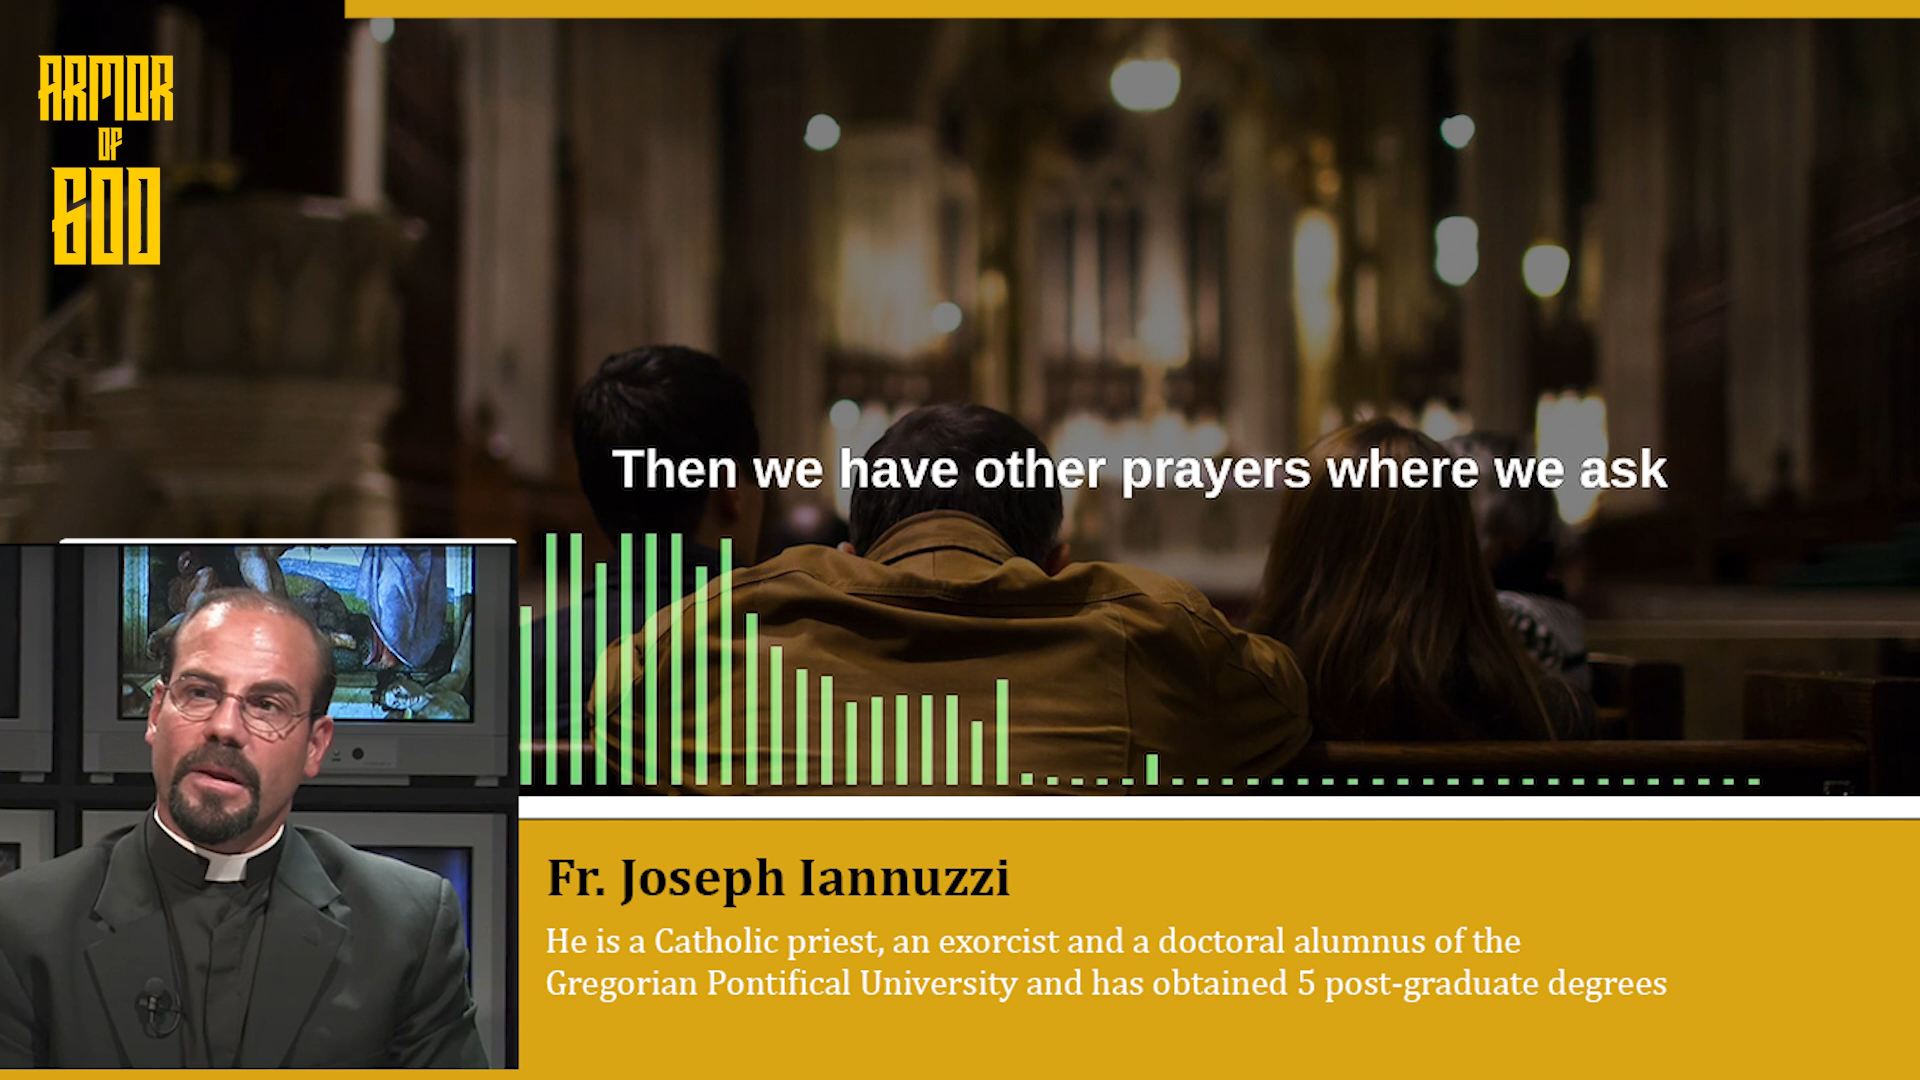 ARMOR
OF
GOD
Then we have other prayers where we ask
Fr. Joseph Iannuzzi
He is a Catholic priest, an exorcist and a doctoral alumnus of the
Gregorian Pontifical University and has obtained 5 post-graduate degrees